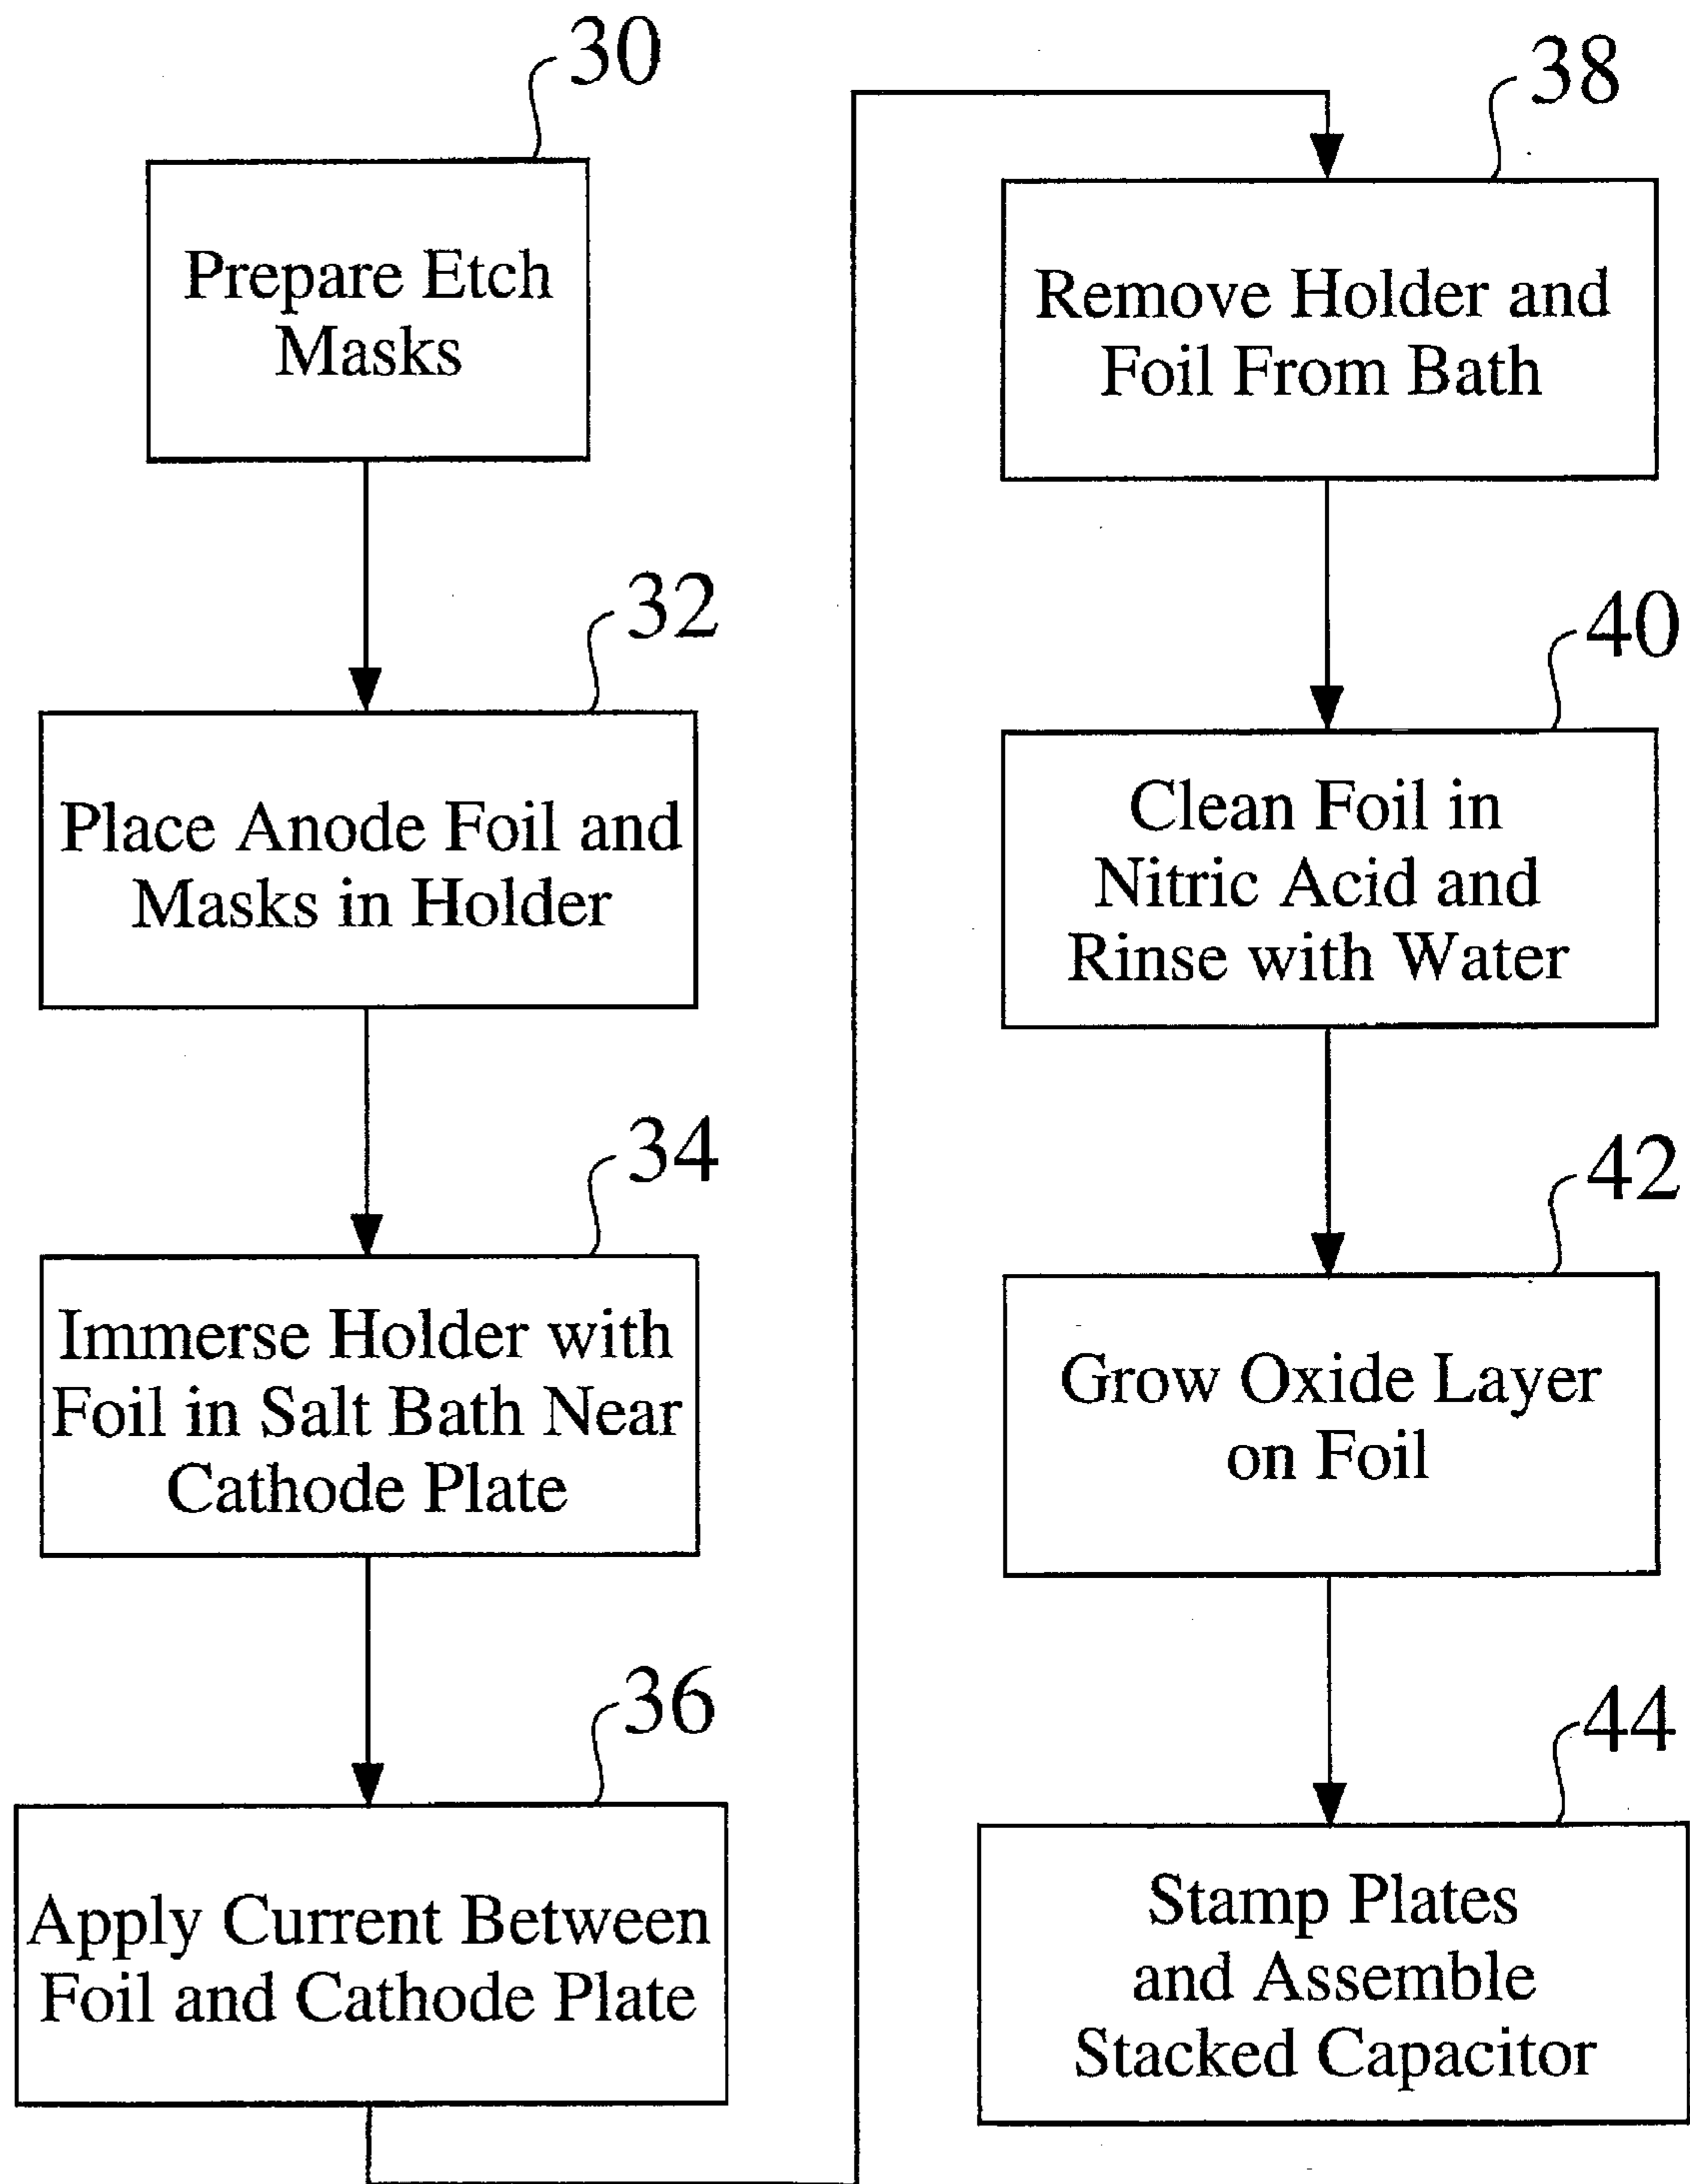 30
Prepare Etch
Masks
32
Place Anode Foil and
Masks in Holder
34
Immerse Holder with
Foil in Salt Bath Near
Cathode Plate
36
Apply Current Between
Foil and Cathode Plate
38
Remove Holder and
Foil From Bath
40
Clean Foil in
Nitric Acid and
Rinse with Water
42
Grow Oxide Layer
on Foil
44
Stamp Plates
and Assemble
Stacked Capacitor